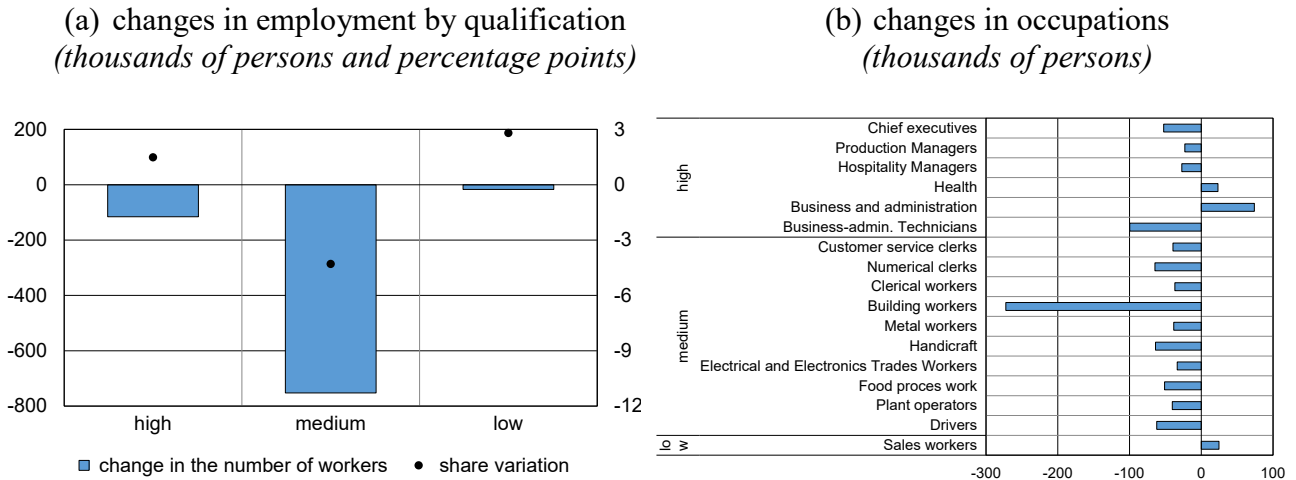 (a) changes in employment by qualification
(thousands of persons and percentage points)
200
0
-200
-400
-600
-800
3
0
-3
-6
-9
-12
high
medium
low
change in the number of workers
share variation
(b) changes in occupations
(thousands of persons)
high
Chief executives
Production Managers
Hospitality Managers
Health
Business and administration
Business-admin. Technicians
medium
Customer service clerks
Numerical clerks
Clerical workers
Building workers
Metal workers
Handicraft
Electrical and Electronics Trades Workers
Food proces work
Plant operators
Drivers
lo
w
Sales workers
-300 -200 -100 0 100